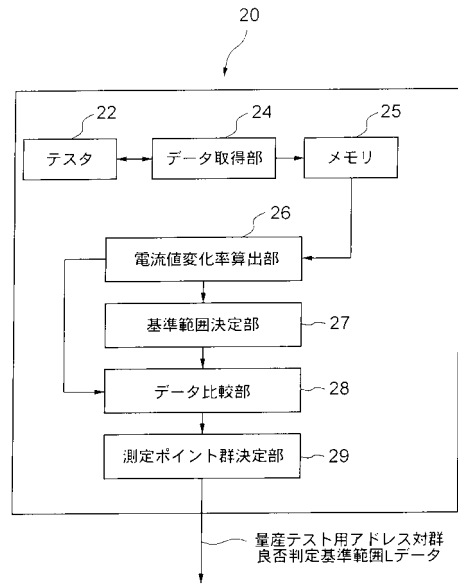 20
22
24
25
テスタ
データ取得部
メモリ
26
電流値変化率算出部
基準範囲決定部
27
データ比較部
28
測定ポイント群決定部
29
量産テスト用アドレス対群
良否判定基準範囲Lデータ